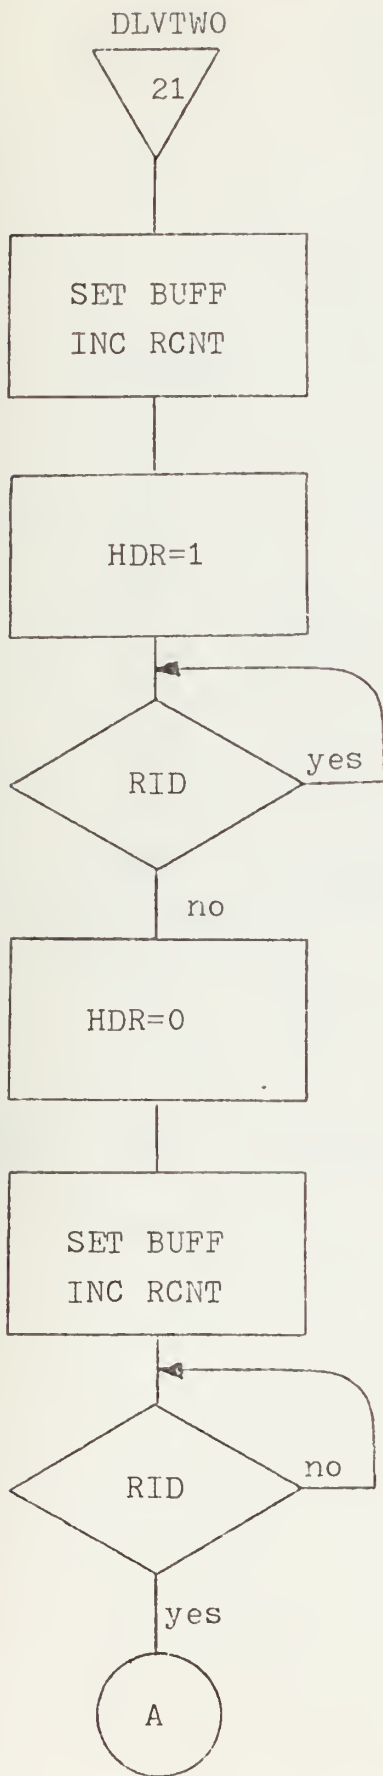 DLVTWO
21
SET BUFF
INC RCNT
HDR=1
RID
yes
no
HDR=0
SET BUFF
INC RCNT
RID
no
yes
A